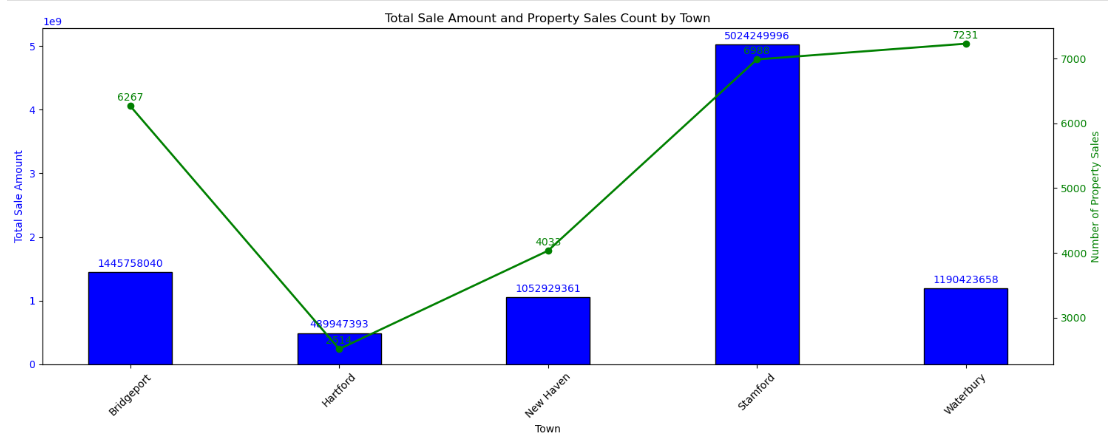 Total Sale Amount and Property Sales Count by Town
1e9
5024249996
6988
7231
6267
4033
1445758040
1052929361
1190423658
489947393
2514
5
4
3
2
1
0
Total Sale Amount
7000
6000
5000
4000
3000
Number of Property Sales
Bridgeport
Hartford
New Haven
Stamford
Waterbury
Town